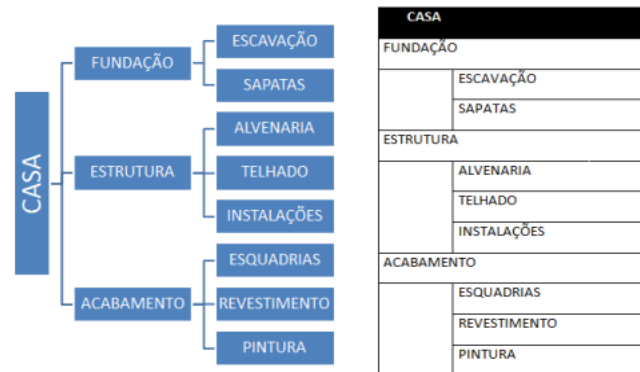 CASA
FUNDAÇÃO
ESCAVAÇÃO
SAPATAS
ESTRUTURA
ALVENARIA
TELHADO
INSTALAÇÕES
ACABAMENTO
ESQUADRIAS
REVESTIMENTO
PINTURA
CASA
FUNDAÇÃO
ESCAVAÇÃO
SAPATAS
ESTRUTURA
ALVENARIA
TELHADO
INSTALAÇÕES
ACABAMENTO
ESQUADRIAS
REVESTIMENTO
PINTURA